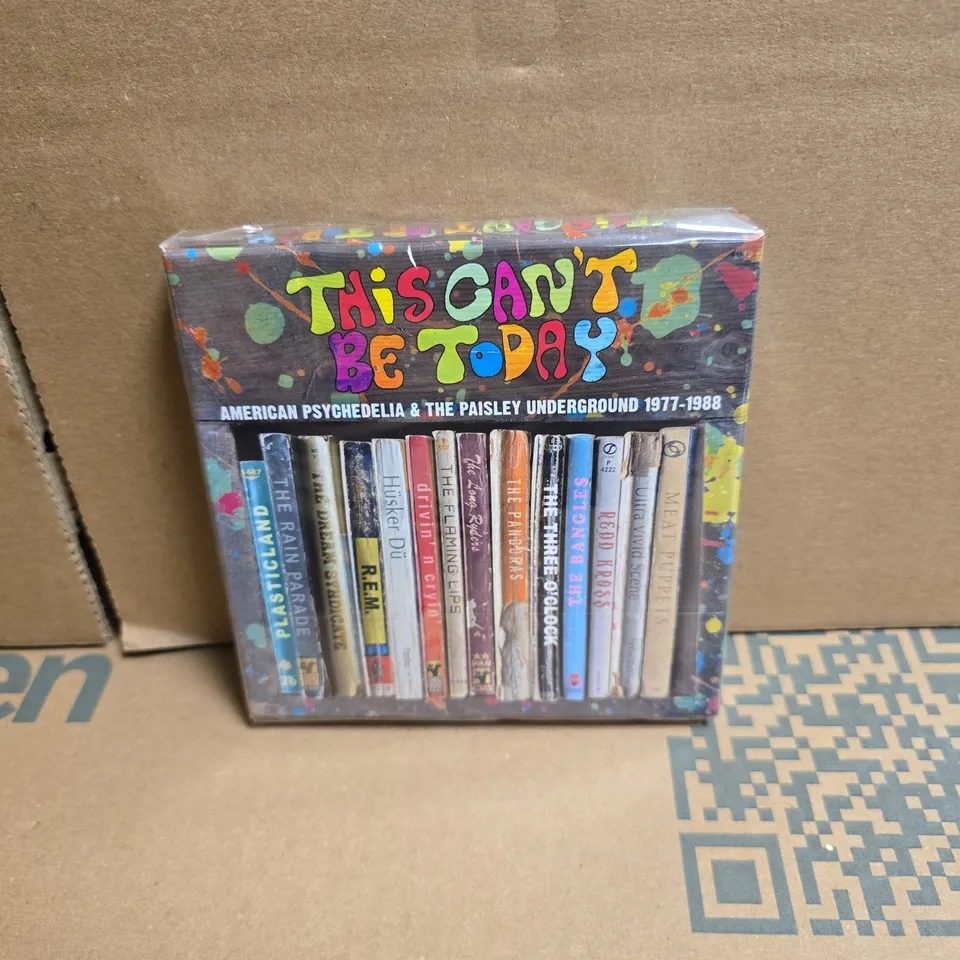 THIS CAN'T
BE TODAY
AMERICAN PSYCHEDELIA & THE PAISLEY UNDERGROUND 1977-1988
PLASTICLAND
THE RAIN PARADE
THE DREAM SYNDICATE
R.E.M.
Hüsker Dü
drivin' n cryin'
THE FLAMING LIPS
The Long Ryders
PAN
THE PANDORAS
THE THREE O'CLOCK
THE BANGLES
P
4222
REDD KROSS
Ultra Vivid Scene
MEAT PUPPETS
en